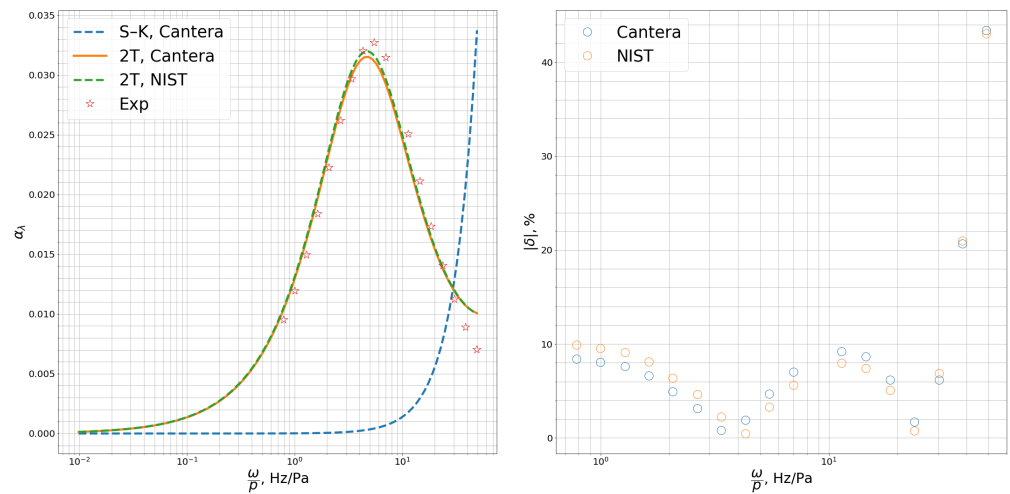 S–K, Cantera
2T, Cantera
2T, NIST
Exp
0.035
0.030
0.025
0.020
0.015
0.010
0.005
0.000
α_λ
10⁻²
10⁻¹
10⁰
10¹
ω/p, Hz/Pa
Cantera
NIST
40
30
20
10
0
|δ|, %
10⁰
10¹
ω/p, Hz/Pa